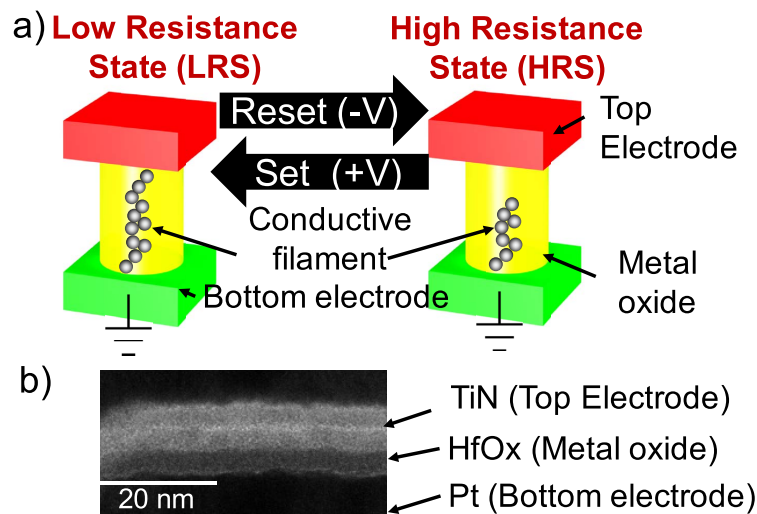 a)
Low Resistance
State (LRS)
High Resistance
State (HRS)
Reset (-V)
Set (+V)
Top
Electrode
Conductive
filament
Bottom electrode
Metal
oxide
b)
TiN (Top Electrode)
HfOx (Metal oxide)
Pt (Bottom electrode)
20 nm